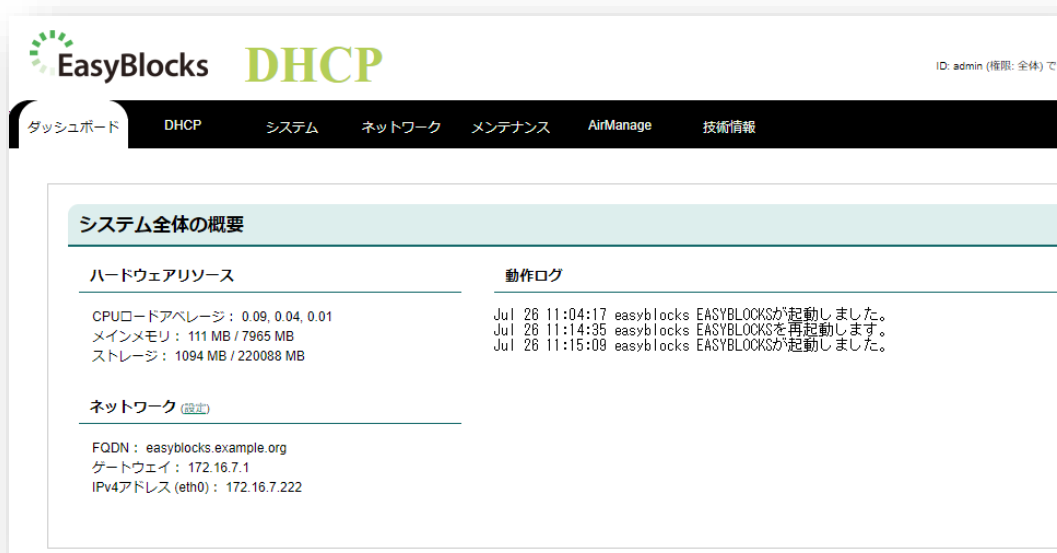 EasyBlocks DHCP
ID: admin (権限: 全体) で
ダッシュボード DHCP システム ネットワーク メンテナンス AirManage 技術情報
システム全体の概要
ハードウェアリソース
CPUロードアベレージ： 0.09, 0.04, 0.01
メインメモリ： 111 MB / 7965 MB
ストレージ： 1094 MB / 220088 MB
動作ログ
Jul 26 11:04:17 easyblocks EASYBLOCKSが起動しました。
Jul 26 11:14:35 easyblocks EASYBLOCKSを再起動します。
Jul 26 11:15:09 easyblocks EASYBLOCKSが起動しました。
ネットワーク (設定)
FQDN： easyblocks.example.org
ゲートウェイ： 172.16.7.1
IPv4アドレス (eth0)： 172.16.7.222